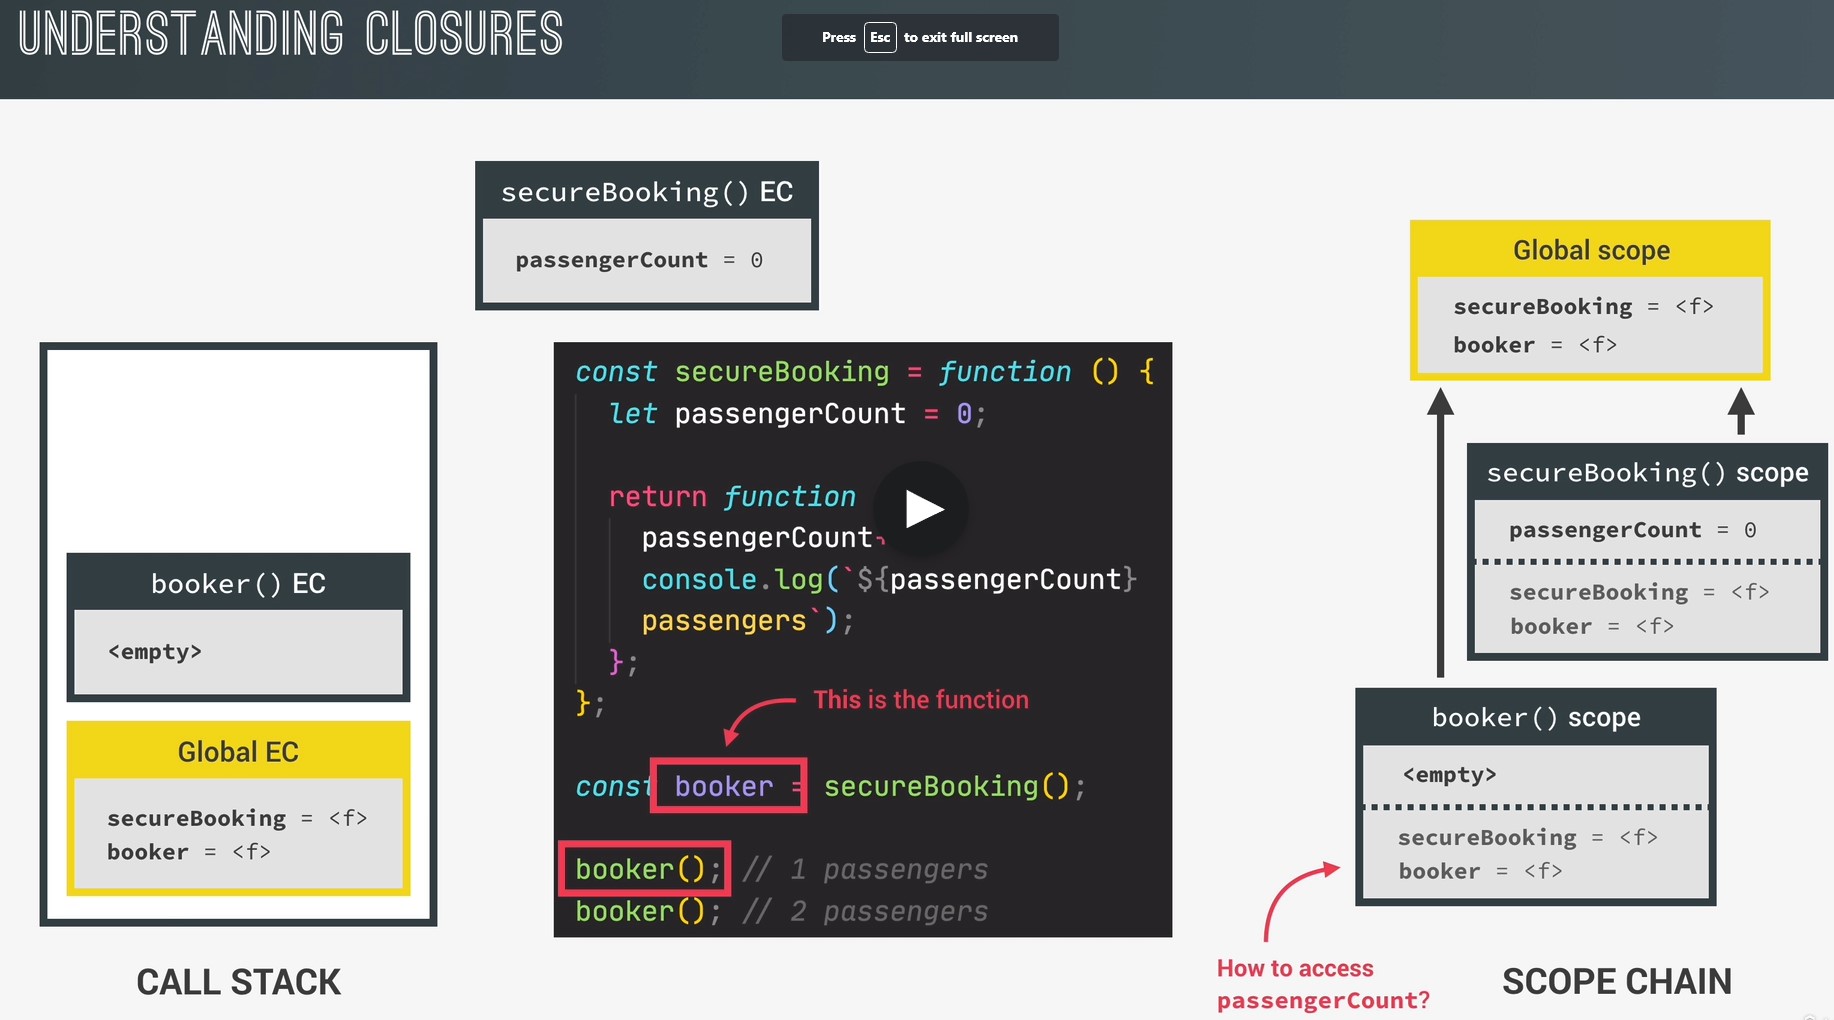 UNDERSTANDING CLOSURES
Press Esc to exit full screen
secureBooking() EC
passengerCount = 0
booker() EC
<empty>
Global EC
secureBooking = <f>
booker = <f>
CALL STACK
const secureBooking = function () {
let passengerCount = 0;
return function
passengerCount
console.log(`${passengerCount}
passengers`);
};
};
This is the function
const booker = secureBooking();
booker(); // 1 passengers
booker(); // 2 passengers
Global scope
secureBooking = <f>
booker = <f>
secureBooking() scope
passengerCount = 0
secureBooking = <f>
booker = <f>
booker() scope
<empty>
secureBooking = <f>
booker = <f>
How to access
passengerCount?
SCOPE CHAIN